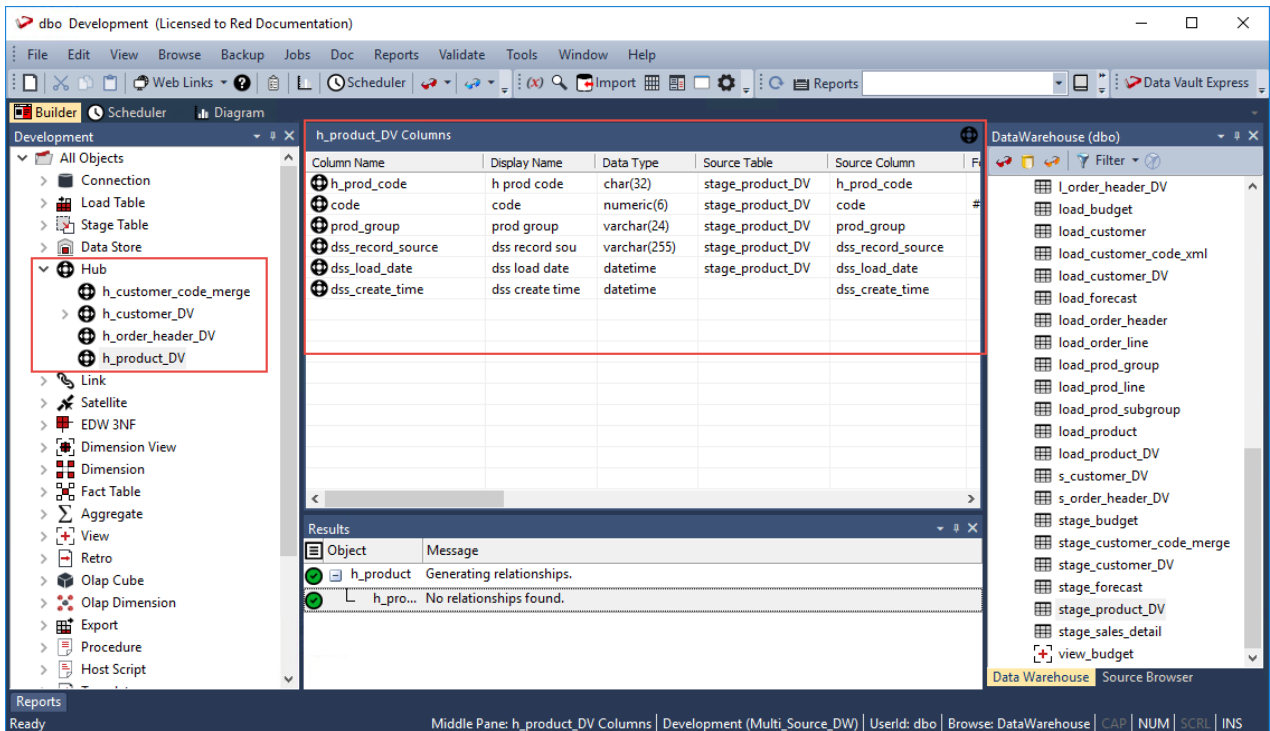 dbo Development (Licensed to Red Documentation)
File Edit View Browse Backup Jobs Doc Reports Validate Tools Window Help
Web Links Scheduler (x) Import Reports Data Vault Express
Builder Scheduler Diagram
Development
All Objects
Connection
Load Table
Stage Table
Data Store
Hub
h_customer_code_merge
h_customer_DV
h_order_header_DV
h_product_DV
Link
Satellite
EDW 3NF
Dimension View
Dimension
Fact Table
Aggregate
View
Retro
Olap Cube
Olap Dimension
Export
Procedure
Host Script
h_product_DV Columns
Column Name Display Name Data Type Source Table Source Column
h_prod_code h prod code char(32) stage_product_DV h_prod_code
code code numeric(6) stage_product_DV code #
prod_group prod group varchar(24) stage_product_DV prod_group
dss_record_source dss record sou varchar(255) stage_product_DV dss_record_source
dss_load_date dss load date datetime stage_product_DV dss_load_date
dss_create_time dss create time datetime dss_create_time
Results
Object Message
h_product Generating relationships.
h_pro... No relationships found.
DataWarehouse (dbo)
Filter
l_order_header_DV
load_budget
load_customer
load_customer_code_xml
load_customer_DV
load_forecast
load_order_header
load_order_line
load_prod_group
load_prod_line
load_prod_subgroup
load_product
load_product_DV
s_customer_DV
s_order_header_DV
stage_budget
stage_customer_code_merge
stage_customer_DV
stage_forecast
stage_product_DV
stage_sales_detail
view_budget
Data Warehouse Source Browser
Reports
Ready Middle Pane: h_product_DV Columns Development (Multi_Source_DW) UserId: dbo Browse: DataWarehouse CAP NUM SCRL INS